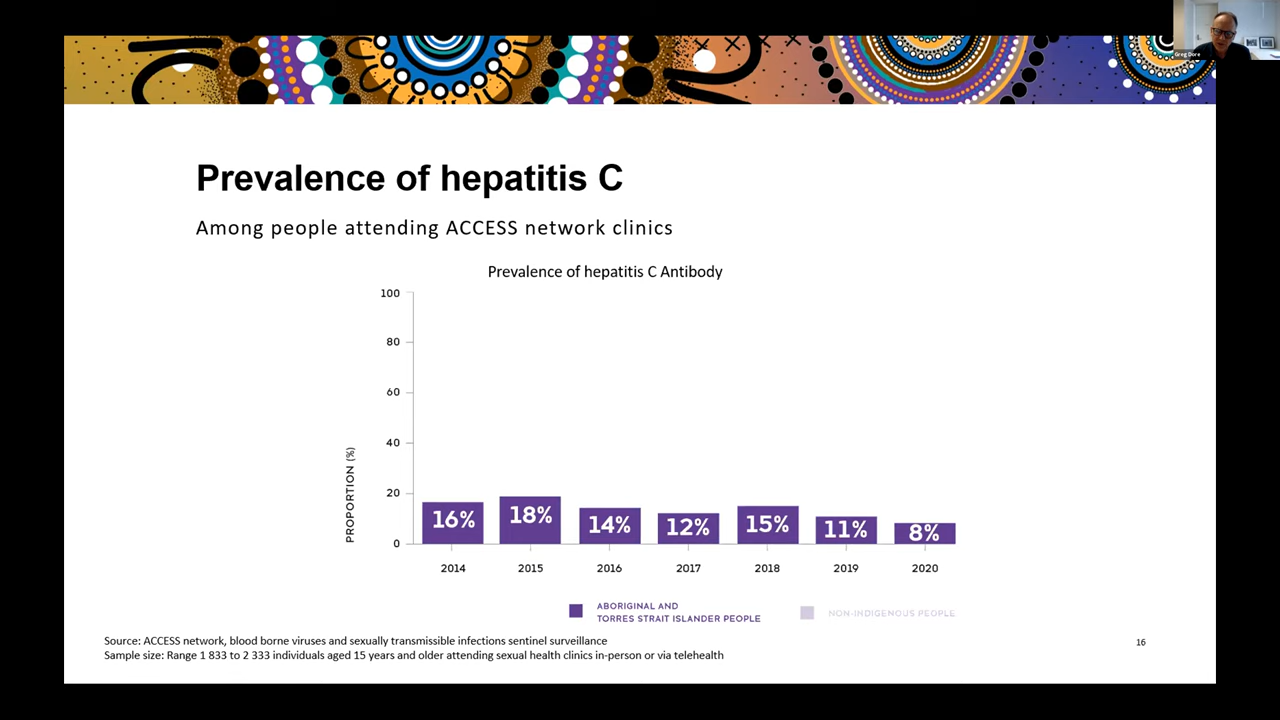 Greg Dore
Prevalence of hepatitis C
Among people attending ACCESS network clinics
Prevalence of hepatitis C Antibody
100
80
60
40
20
0
PROPORTION (%)
16%
18%
14%
12%
15%
11%
8%
2014
2015
2016
2017
2018
2019
2020
ABORIGINAL AND
TORRES STRAIT ISLANDER PEOPLE
NON-INDIGENOUS PEOPLE
Source: ACCESS network, blood borne viruses and sexually transmissible infections sentinel surveillance
Sample size: Range 1 833 to 2 333 individuals aged 15 years and older attending sexual health clinics in-person or via telehealth
16